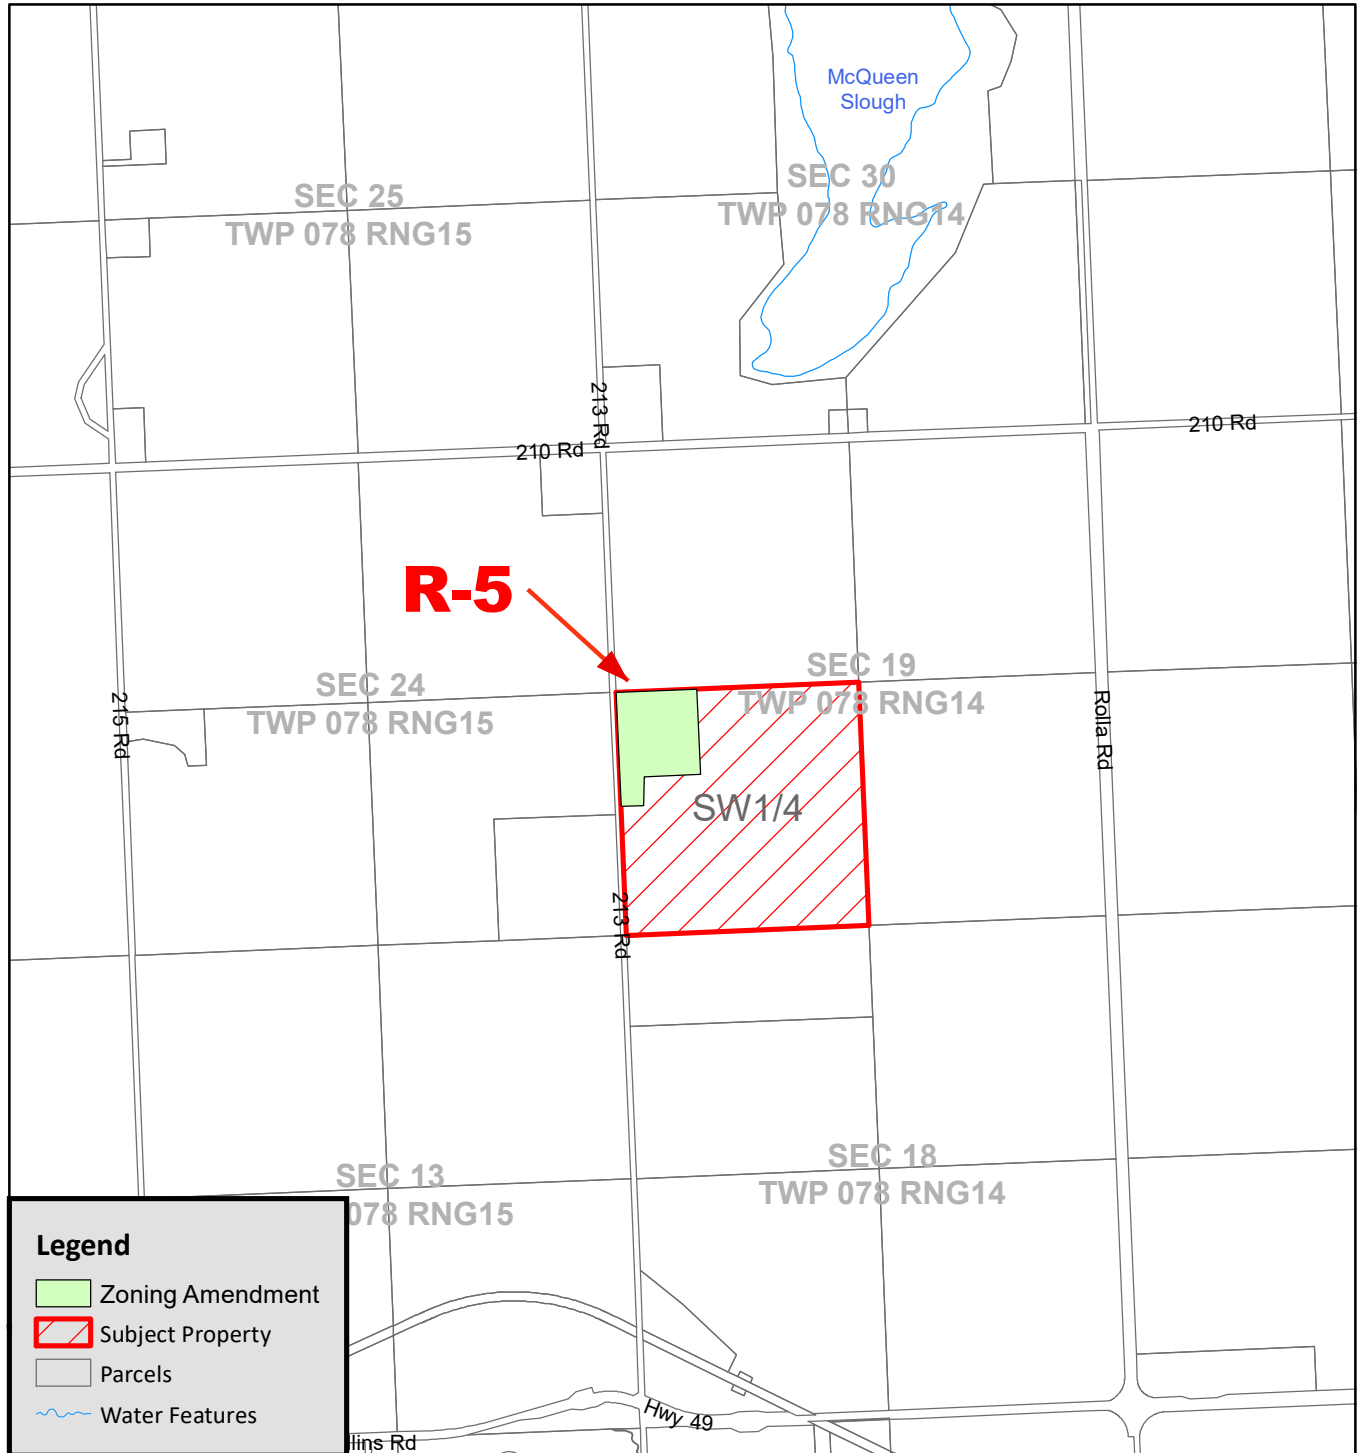 McQueen
Slough
SEC 25
TWP 078 RNG15
SEC 30
TWP 078 RNG14
213 Rd
210 Rd
210 Rd
R-5
SEC 24
TWP 078 RNG15
SEC 19
TWP 078 RNG14
215 Rd
Rolla Rd
SW1/4
213 Rd
SEC 13
078 RNG15
SEC 18
TWP 078 RNG14
Legend
Zoning Amendment
Subject Property
Parcels
Water Features
Hwy 49
llins Rd